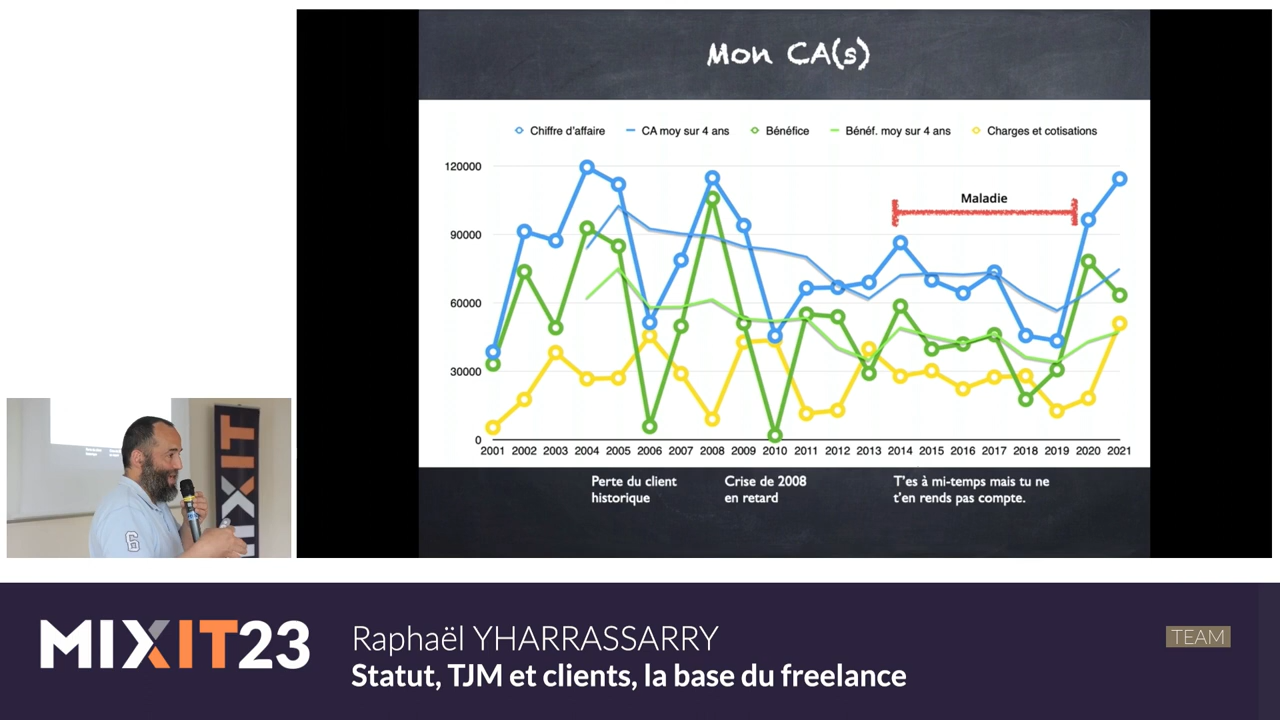 Mon CA(s)
Chiffre d'affaire
CA moy sur 4 ans
Bénéfice
Bénéf. moy sur 4 ans
Charges et cotisations
120000
90000
60000
30000
0
Maladie
2001 2002 2003 2004 2005 2006 2007 2008 2009 2010 2011 2012 2013 2014 2015 2016 2017 2018 2019 2020 2021
Perte du client
historique
Crise de 2008
en retard
T'es à mi-temps mais tu ne
t'en rends pas compte.
MIXIT
6
MIXIT23
Raphaël YHARRASSARRY
Statut, TJM et clients, la base du freelance
TEAM